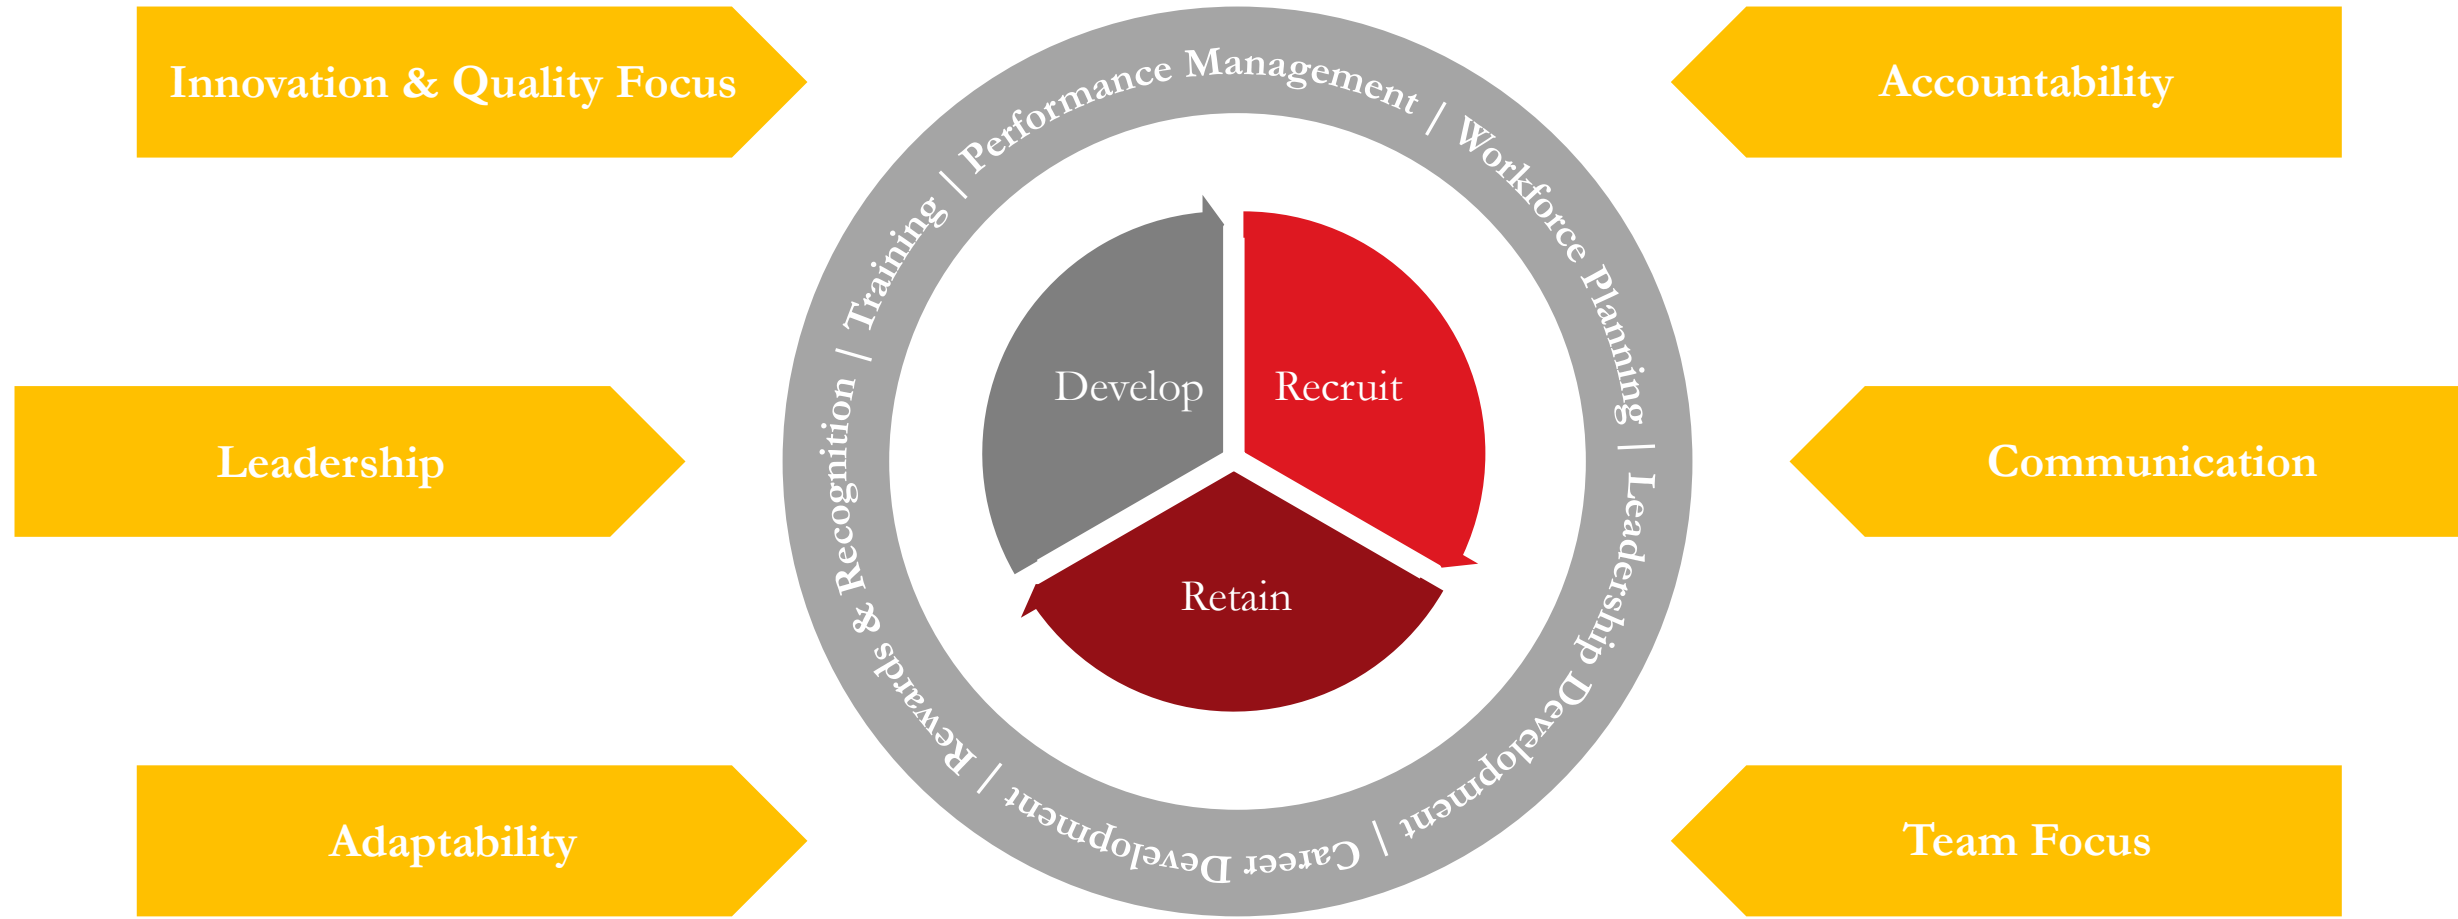 Innovation & Quality Focus
Accountability
Performance Management | Workforce Planning | Leadership Development | Career Development | Rewards & Recognition | Training |
Develop
Recruit
Leadership
Communication
Retain
Adaptability
Team Focus